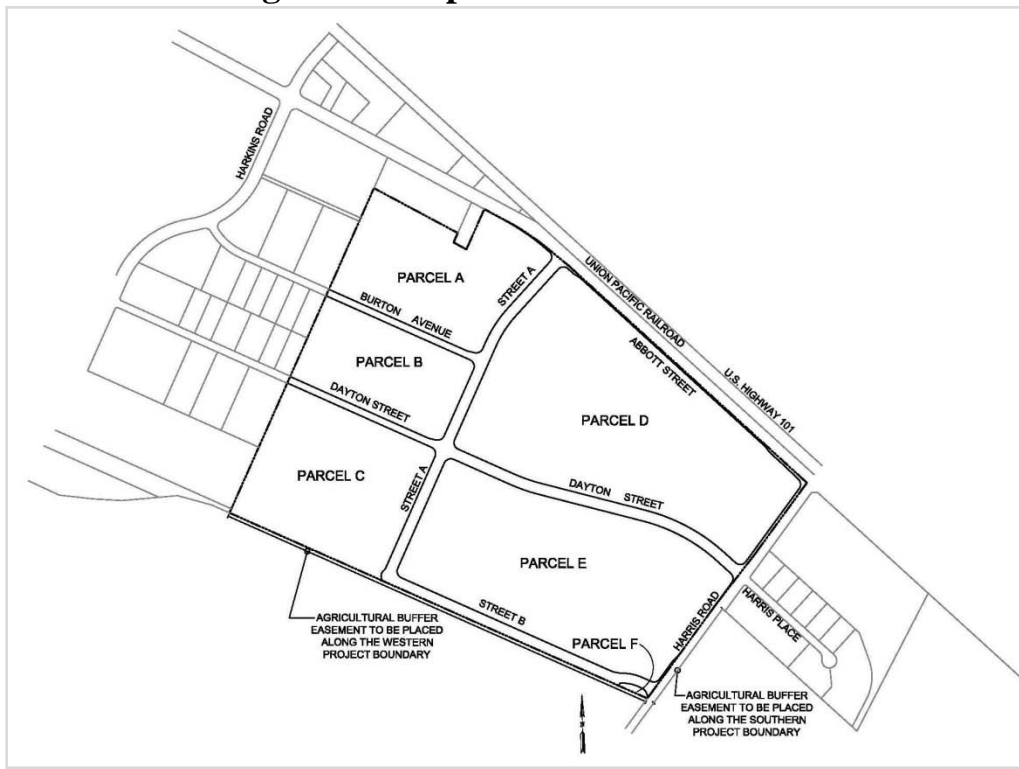 HARKINS ROAD
PARCEL A
STREET A
UNION PACIFIC RAILROAD
BURTON AVENUE
ABBOTT STREET
U.S. HIGHWAY 101
PARCEL B
DAYTON STREET
PARCEL D
PARCEL C
STREET A
DAYTON STREET
PARCEL E
STREET B
HARRIS ROAD
HARRIS PLACE
PARCEL F
AGRICULTURAL BUFFER
EASEMENT TO BE PLACED
ALONG THE WESTERN
PROJECT BOUNDARY
AGRICULTURAL BUFFER
EASEMENT TO BE PLACED
ALONG THE SOUTHERN
PROJECT BOUNDARY